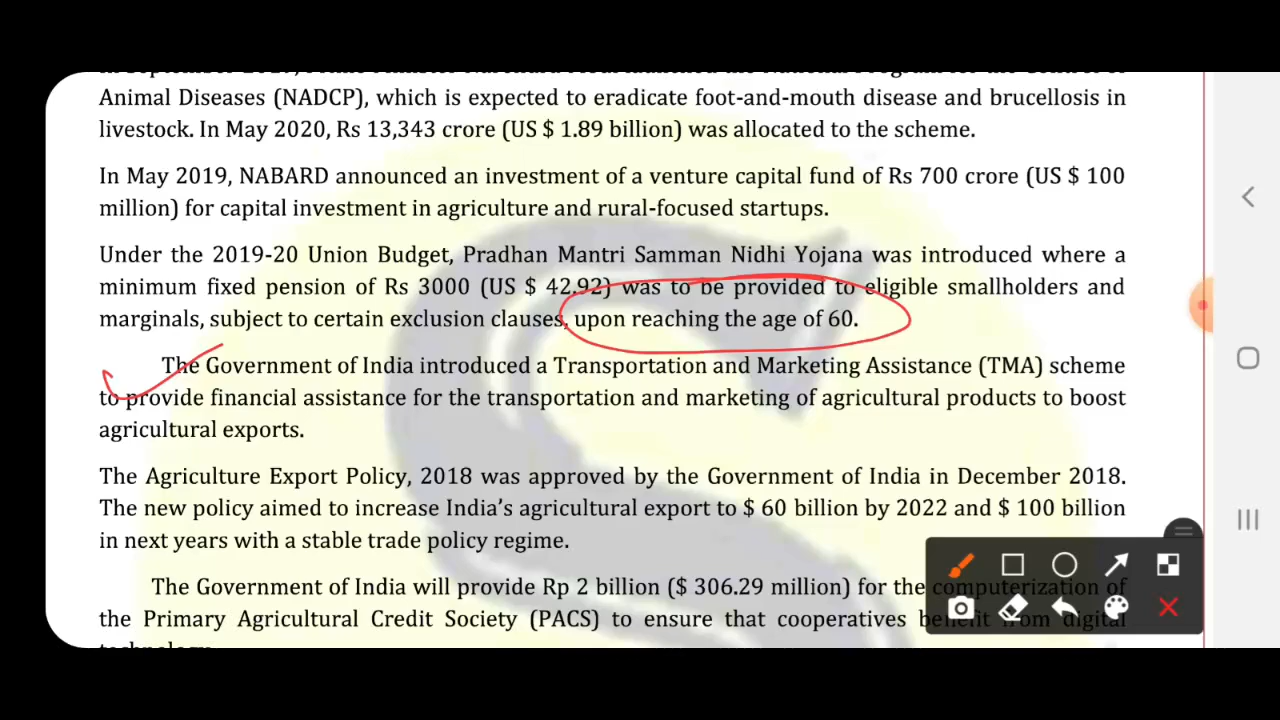 Animal Diseases (NADCP), which is expected to eradicate foot-and-mouth disease and brucellosis in
livestock. In May 2020, Rs 13,343 crore (US $ 1.89 billion) was allocated to the scheme.
In May 2019, NABARD announced an investment of a venture capital fund of Rs 700 crore (US $ 100
million) for capital investment in agriculture and rural-focused startups.
Under the 2019-20 Union Budget, Pradhan Mantri Samman Nidhi Yojana was introduced where a
minimum fixed pension of Rs 3000 (US $ 42.92) was to be provided to eligible smallholders and
marginals, subject to certain exclusion clauses, upon reaching the age of 60.
The Government of India introduced a Transportation and Marketing Assistance (TMA) scheme
to provide financial assistance for the transportation and marketing of agricultural products to boost
agricultural exports.
The Agriculture Export Policy, 2018 was approved by the Government of India in December 2018.
The new policy aimed to increase India's agricultural export to $ 60 billion by 2022 and $ 100 billion
in next years with a stable trade policy regime.
The Government of India will provide Rp 2 billion ($ 306.29 million) for the computerization of
the Primary Agricultural Credit Society (PACS) to ensure that cooperatives benefit from digital